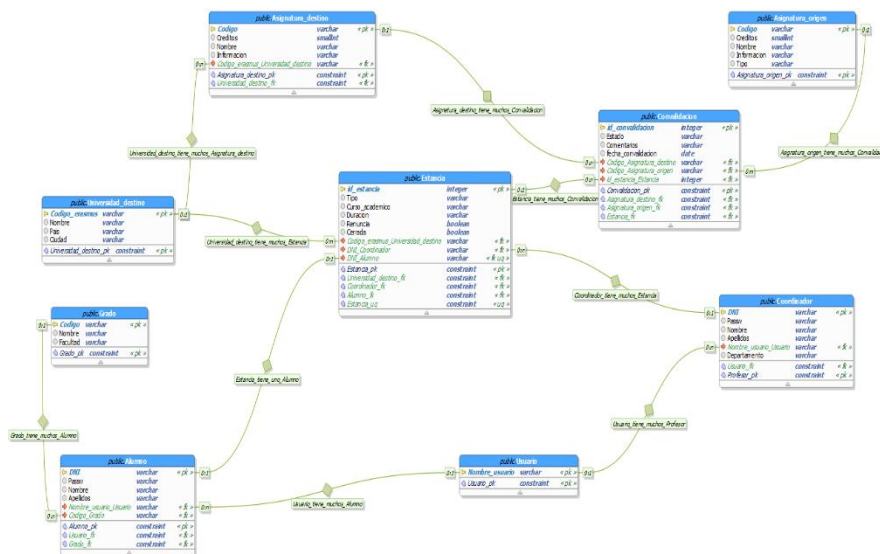 public.Asignatura_destino
Codigo varchar « pk »
Creditos smallint
Nombre varchar
Informacion varchar
Codigo_erasmus_Universidad_destino varchar « fk »
Asignatura_destino_pk constraint « pk »
Universidad_destino_fk constraint « fk »
public.Asignatura_origen
Codigo varchar « pk »
Creditos smallint
Nombre varchar
Informacion varchar
Tipo varchar
Asignatura_origen_pk constraint « pk »
Asignatura_destino_tiene_muchos_Convalidacion
Universidad_destino_tiene_muchos_Asignatura_destino
Asignatura_origen_tiene_muchos_Convalidacion
public.Convalidacion
id_convalidacion integer « pk »
Estado varchar
Comentarios varchar
fecha_convalidacion date
Codigo_Asignatura_destino varchar « fk »
Codigo_Asignatura_origen varchar « fk »
id_estancia_Estancia integer « fk »
Convalidacion_pk constraint « pk »
Asignatura_destino_fk constraint « fk »
Asignatura_origen_fk constraint « fk »
Estancia_fk constraint « fk »
public.Estancia
id_estancia integer « pk »
Tipo varchar
Curso_academico varchar
Duracion varchar
Renuncia boolean
Cerrada boolean
Codigo_erasmus_Universidad_destino varchar « fk »
DNI_Coordinador varchar « fk »
DNI_Alumno varchar « fk uq »
Estancia_pk constraint « pk »
Universidad_destino_fk constraint « fk »
Coordinador_fk constraint « fk »
Alumno_fk constraint « fk »
Estancia_uq constraint « uq »
Estancia_tiene_muchos_Convalidacion
public.Universidad_destino
Codigo_erasmus varchar « pk »
Nombre varchar
Pais varchar
Ciudad varchar
Universidad_destino_pk constraint « pk »
Universidad_destino_tiene_muchos_Estancia
Coordinador_tiene_muchos_Estancia
public.Coordinador
DNI varchar « pk »
Passw varchar
Nombre varchar
Apelidos varchar
Nombre_usuario_Usuario varchar « fk »
Departamento varchar
Usuario_fk constraint « fk »
Profesor_pk constraint « pk »
public.Grado
Codigo varchar « pk »
Nombre varchar
Facultad varchar
Grado_pk constraint « pk »
Estancia_tiene_uno_Alumno
Usuario_tiene_muchos_Profesor
Grado_tiene_muchos_Alumno
public.Alumno
DNI varchar « pk »
Passw varchar
Nombre varchar
Apelidos varchar
Nombre_usuario_Usuario varchar « fk »
Codigo_Grado varchar « fk »
Alumno_pk constraint « pk »
Usuario_fk constraint « fk »
Grado_fk constraint « fk »
public.Usuario
Nombre_usuario varchar « pk »
Usuario_pk constraint « pk »
Usuario_tiene_muchos_Alumno